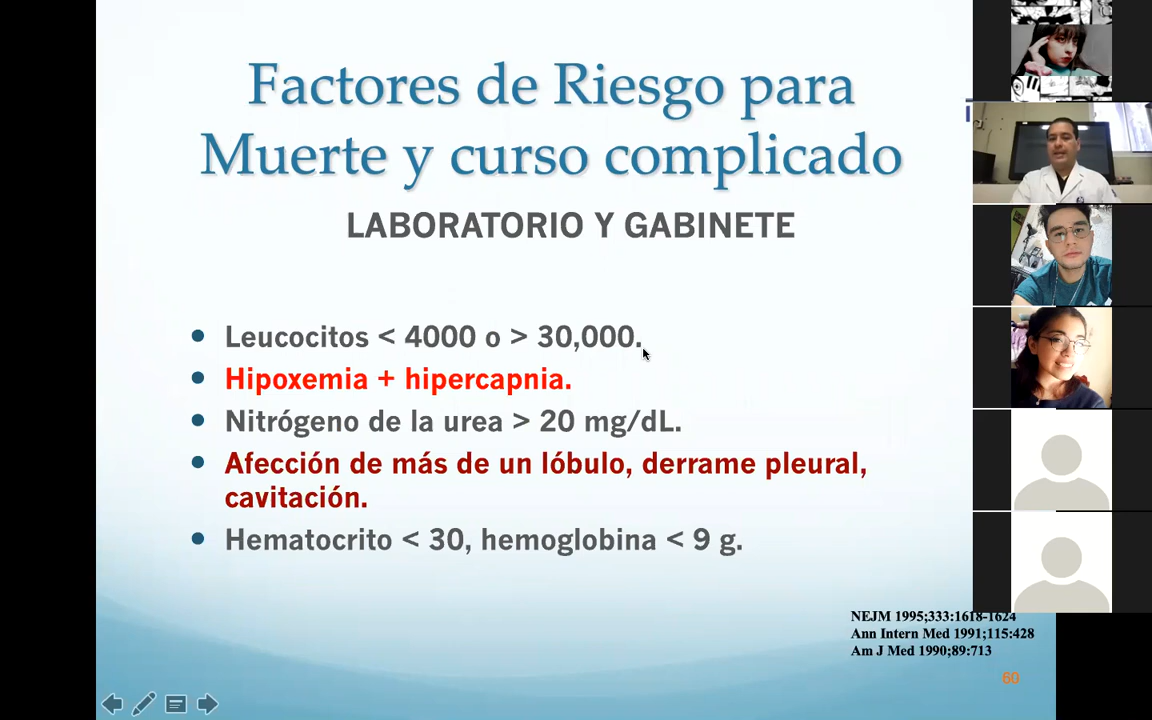 Factores de Riesgo para
Muerte y curso complicado
LABORATORIO Y GABINETE
Leucocitos < 4000 o > 30,000.
Hipoxemia + hipercapnia.
Nitrógeno de la urea > 20 mg/dL.
Afección de más de un lóbulo, derrame pleural,
cavitación.
Hematocrito < 30, hemoglobina < 9 g.
NEJM 1995;333:1618-1624
Ann Intern Med 1991;115:428
Am J Med 1990;89:713
60